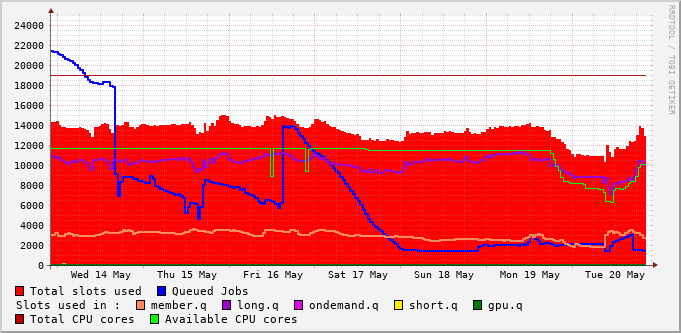 RRDTOOL / TOBI OETIKER
24000
22000
20000
18000
16000
14000
12000
10000
8000
6000
4000
2000
0
Wed 14 May Thu 15 May Fri 16 May Sat 17 May Sun 18 May Mon 19 May Tue 20 May
Total slots used Queued Jobs
Slots used in : member.q long.q ondemand.q short.q gpu.q
Total CPU cores Available CPU cores